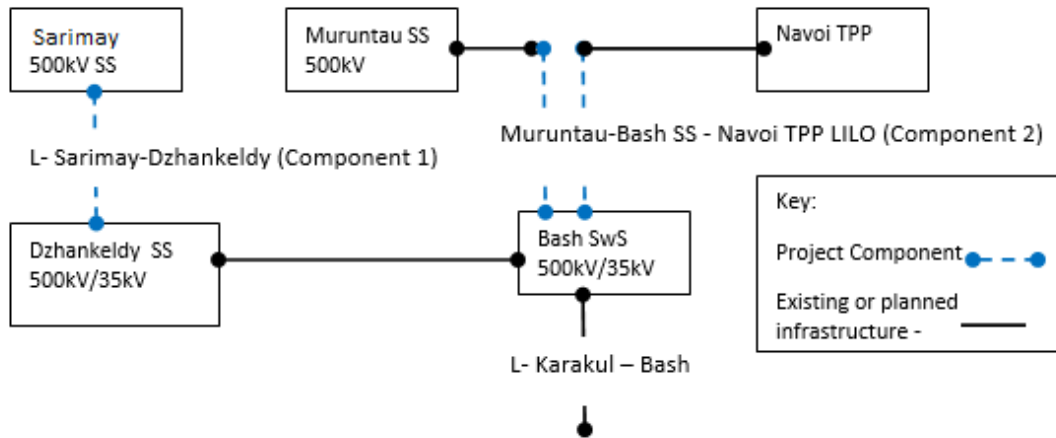 Sarimay
500kV SS
Muruntau SS
500kV
Navoi TPP
L- Sarimay-Dzhankeldy (Component 1)
Muruntau-Bash SS - Navoi TPP LILO (Component 2)
Dzhankeldy SS
500kV/35kV
Bash SwS
500kV/35kV
Key:
Project Component
Existing or planned
infrastructure -
L- Karakul – Bash